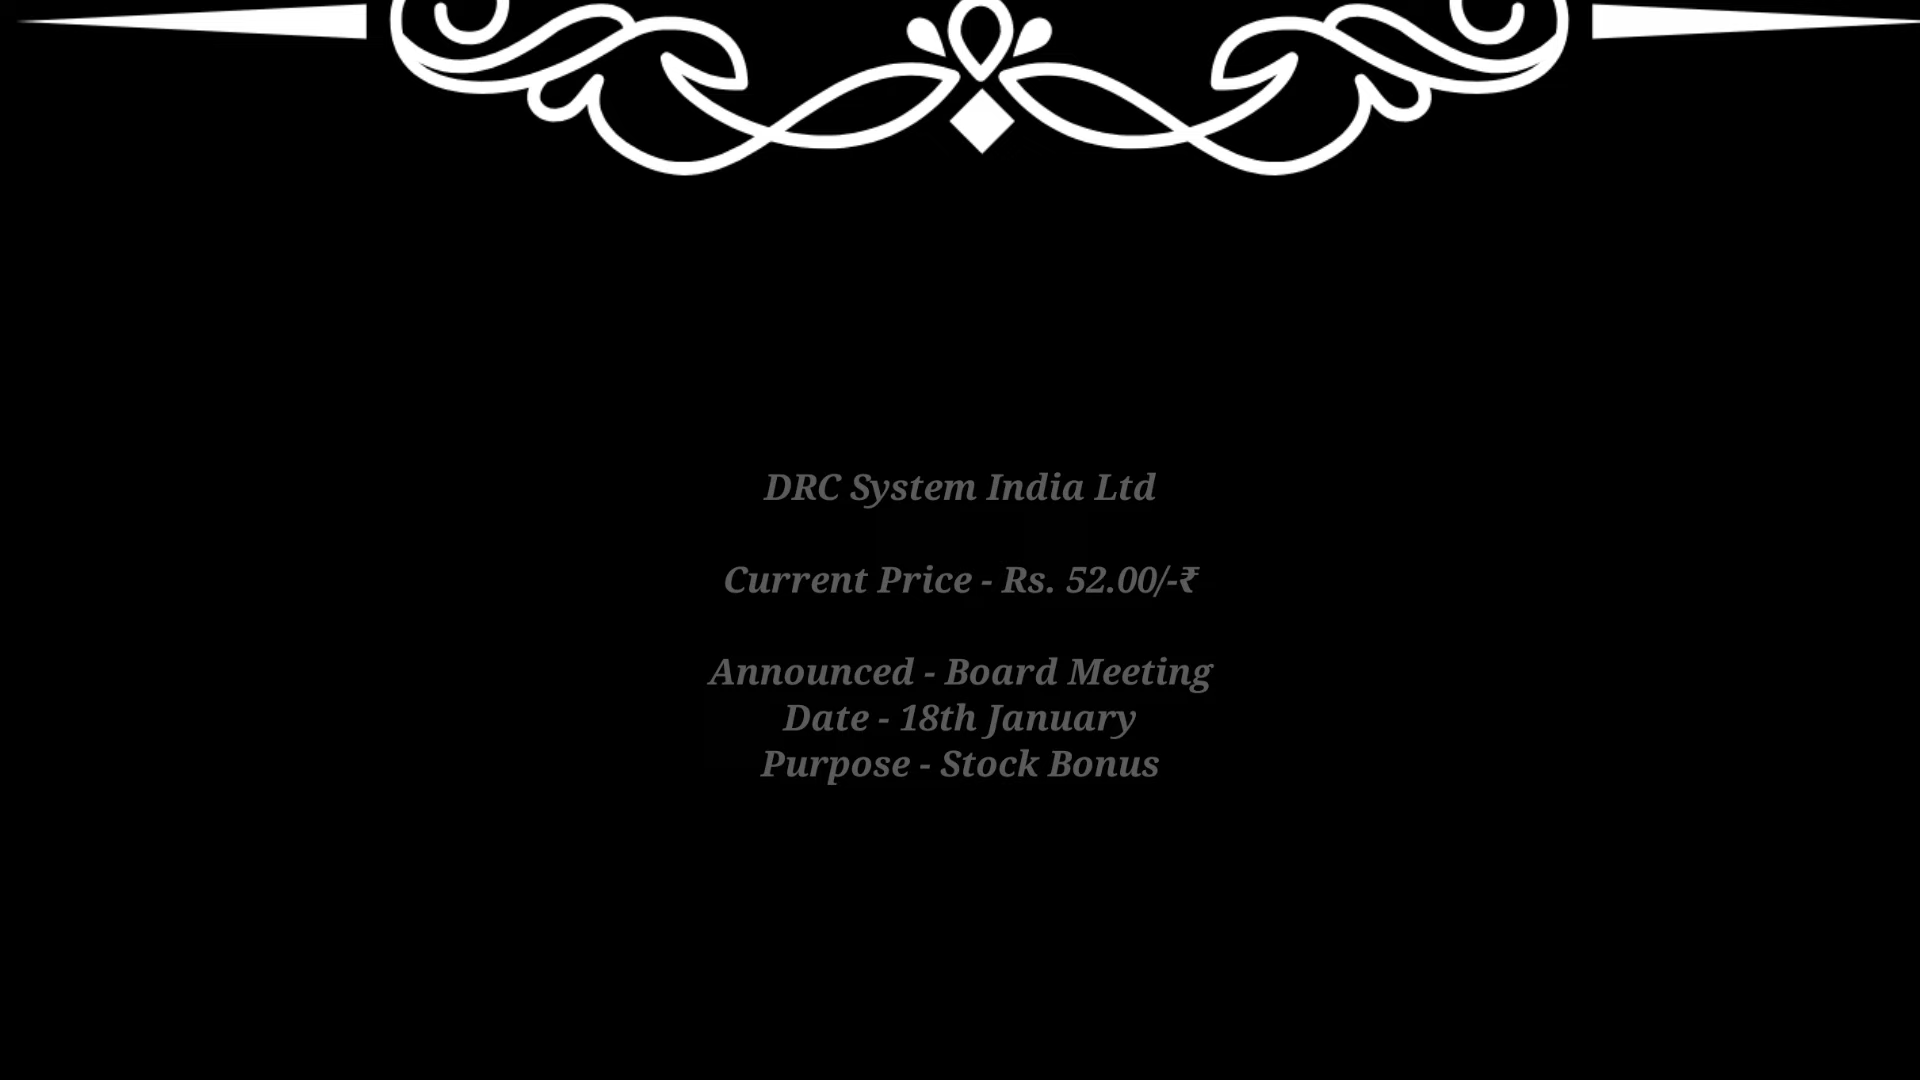 DRC System India Ltd
Current Price - Rs. 52.00/-₹
Announced - Board Meeting
Date - 18th January
Purpose - Stock Bonus